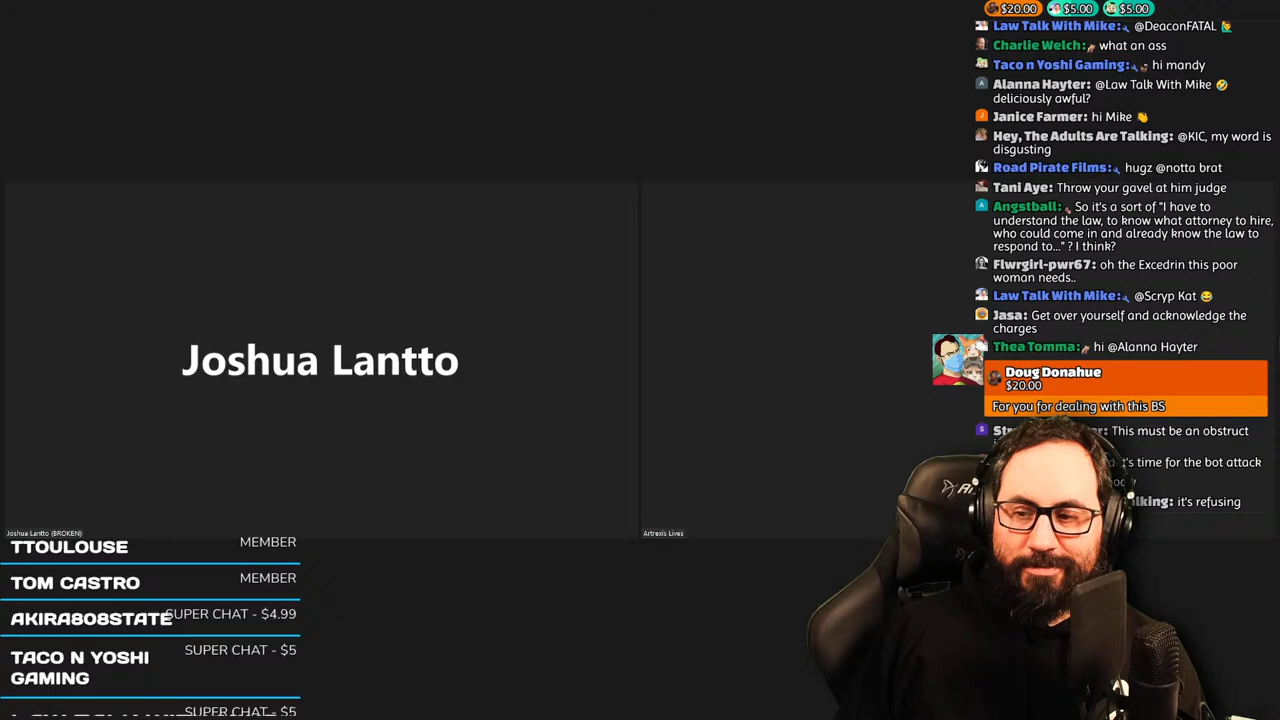 $20.00
$5.00
$5.00
Law Talk With Mike: @DeaconFATAL
Charlie Welch: what an ass
Taco n Yoshi Gaming: hi mandy
Alanna Hayter: @Law Talk With Mike
deliciously awful?
Janice Farmer: hi Mike
Hey, The Adults Are Talking: @KIC, my word is
disgusting
Road Pirate Films: hugz @notta brat
Tani Aye: Throw your gavel at him judge
Angstball: So it's a sort of "I have to
understand the law, to know what attorney to hire,
who could come in and already know the law to
respond to..." ? I think?
Flwrgirl-pwr67: oh the Excedrin this poor
woman needs..
Law Talk With Mike: @Scryp Kat
Jasa: Get over yourself and acknowledge the
charges
Thea Tomma: hi @Alanna Hayter
Doug Donahue
$20.00
For you for dealing with this BS
This must be an obstruct
it's time for the bot attack
it's refusing
Joshua Lantto
Joshua Lantto (BROKEN)
Artrexis Lives
TTOULOUSE MEMBER
TOM CASTRO MEMBER
AKIRA808STATE SUPER CHAT - $4.99
TACO N YOSHI SUPER CHAT - $5
GAMING
SUPER CHAT - $5